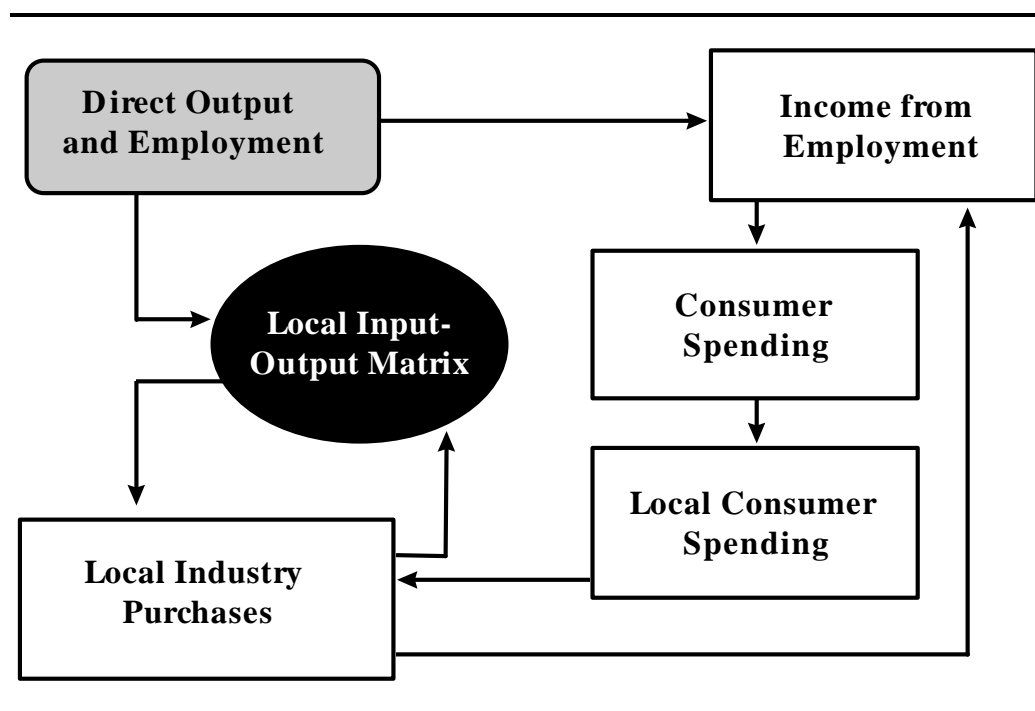 Direct Output
and Employment
Income from
Employment
Local Input-
Output Matrix
Consumer
Spending
Local Consumer
Spending
Local Industry
Purchases